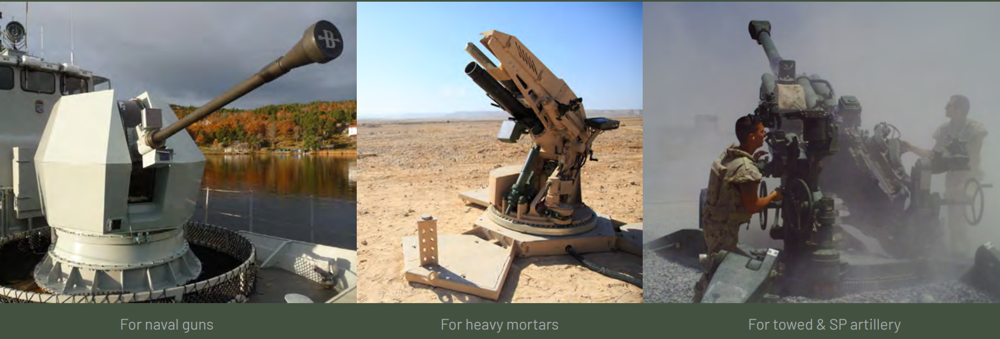 B
For naval guns
For heavy mortars
For towed & SP artillery